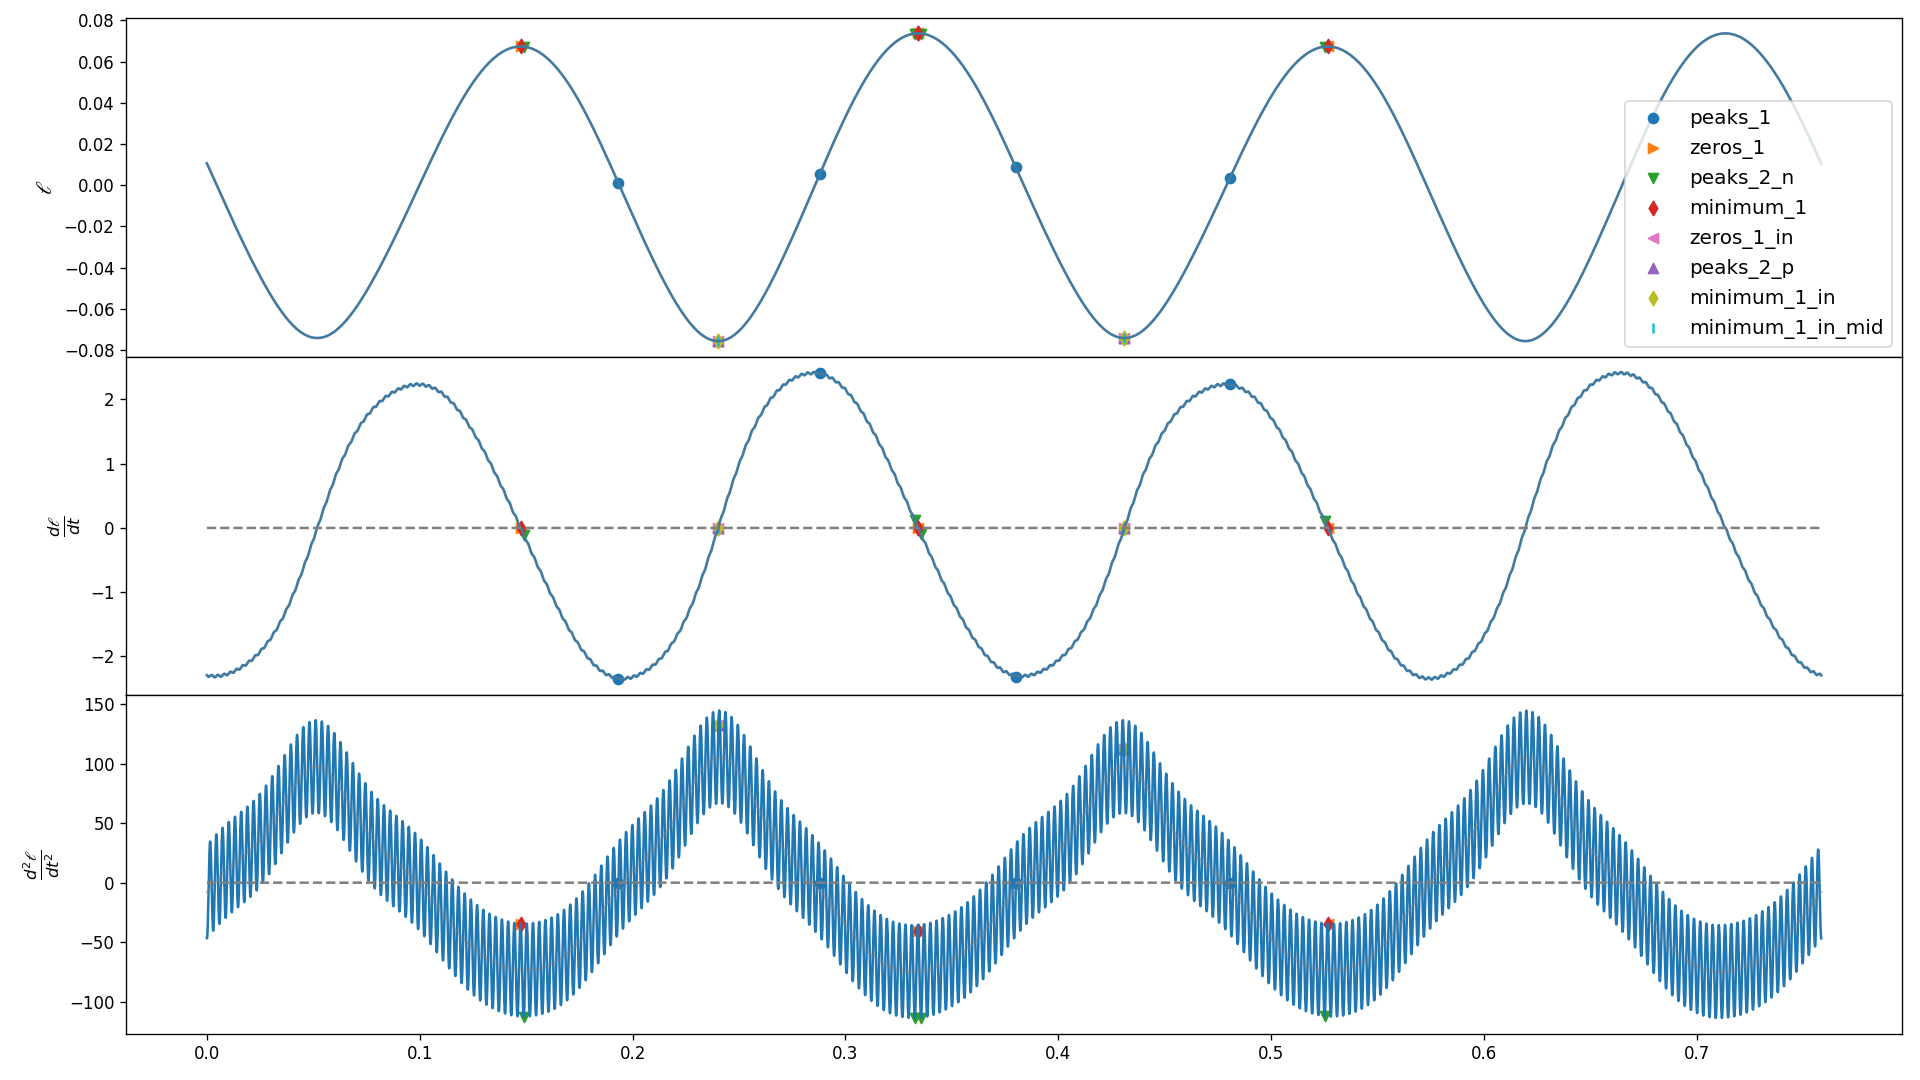 0.08
0.06
0.04
0.02
0.00
−0.02
−0.04
−0.06
−0.08
ℓ
peaks_1
zeros_1
peaks_2_n
minimum_1
zeros_1_in
peaks_2_p
minimum_1_in
minimum_1_in_mid
2
1
0
−1
−2
dℓ
dt
150
100
50
0
−50
−100
d²ℓ
dt²
0.0 0.1 0.2 0.3 0.4 0.5 0.6 0.7